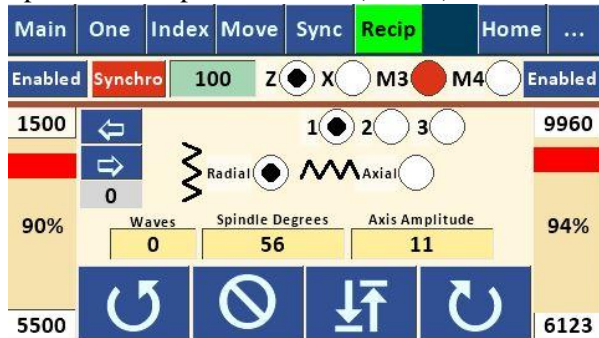 Main One Index Move Sync Recip Home ...
Enabled Synchro 100 Z X M3 M4 Enabled
1500 1 2 3 9960
Radial Axial
0
90% Waves Spindle Degrees Axis Amplitude 94%
0 56 11
5500 6123